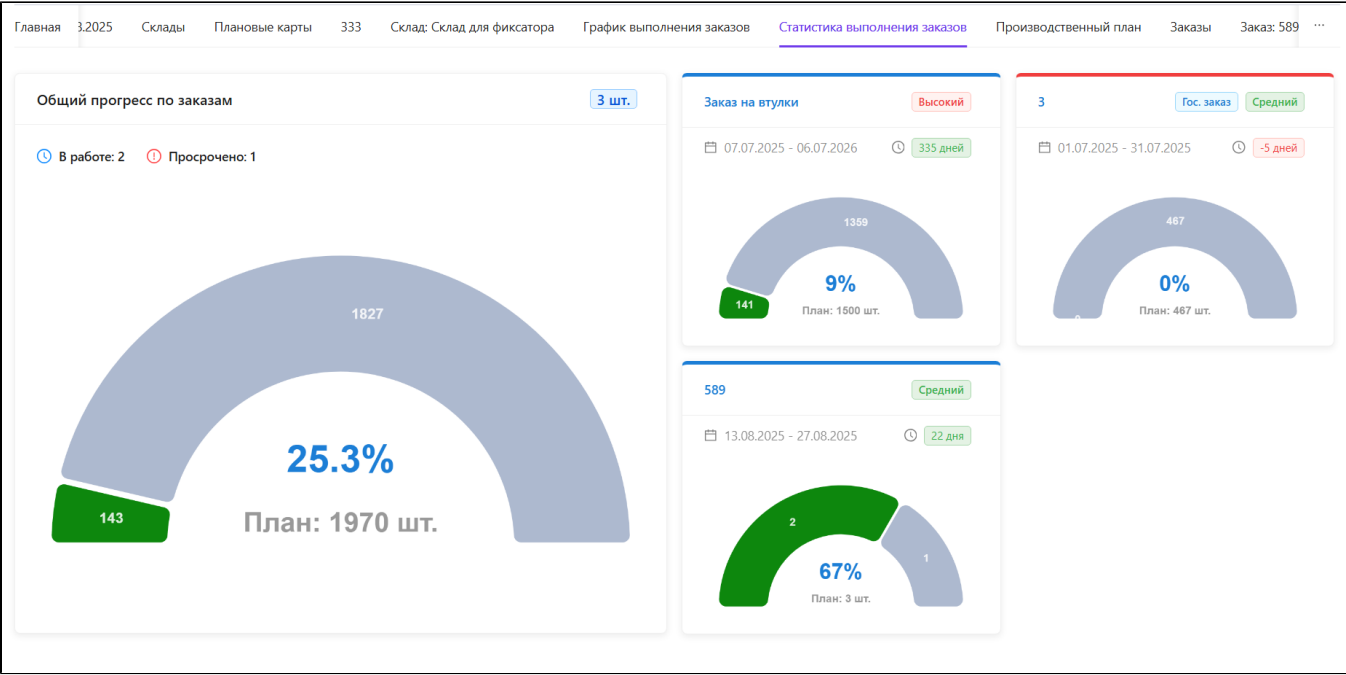 Главная 3.2025 Склады Плановые карты 333 Склад: Склад для фиксатора График выполнения заказов Статистика выполнения заказов Производственный план Заказы Заказ: 589 ···
Общий прогресс по заказам 3 шт.
В работе: 2 Просрочено: 1
1827
143
25.3%
План: 1970 шт.
Заказ на втулки Высокий
07.07.2025 - 06.07.2026 335 дней
1359
141
9%
План: 1500 шт.
3 Гос. заказ Средний
01.07.2025 - 31.07.2025 -5 дней
467
0
0%
План: 467 шт.
589 Средний
13.08.2025 - 27.08.2025 22 дня
2
1
67%
План: 3 шт.